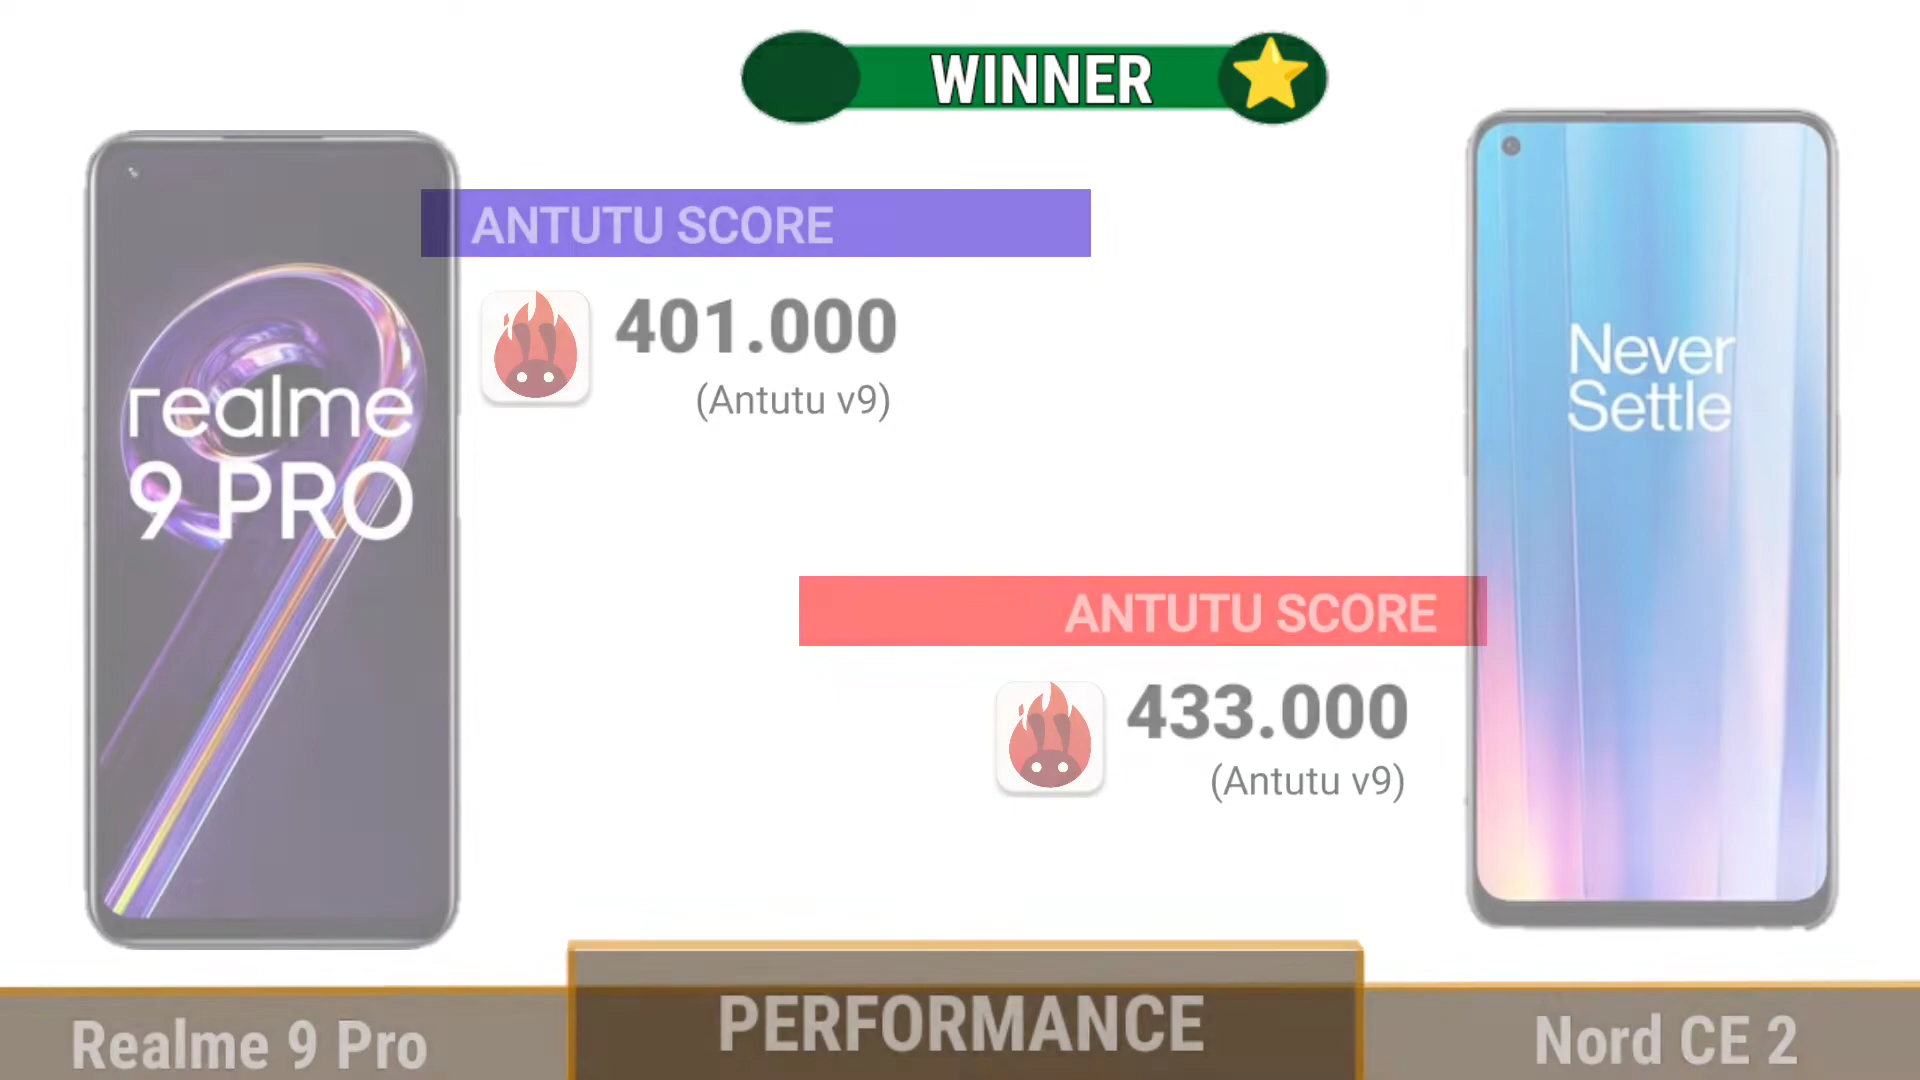 WINNER
ANTUTU SCORE
401.000
(Antutu v9)
realme
9 PRO
Never
Settle
ANTUTU SCORE
433.000
(Antutu v9)
Realme 9 Pro
PERFORMANCE
Nord CE 2